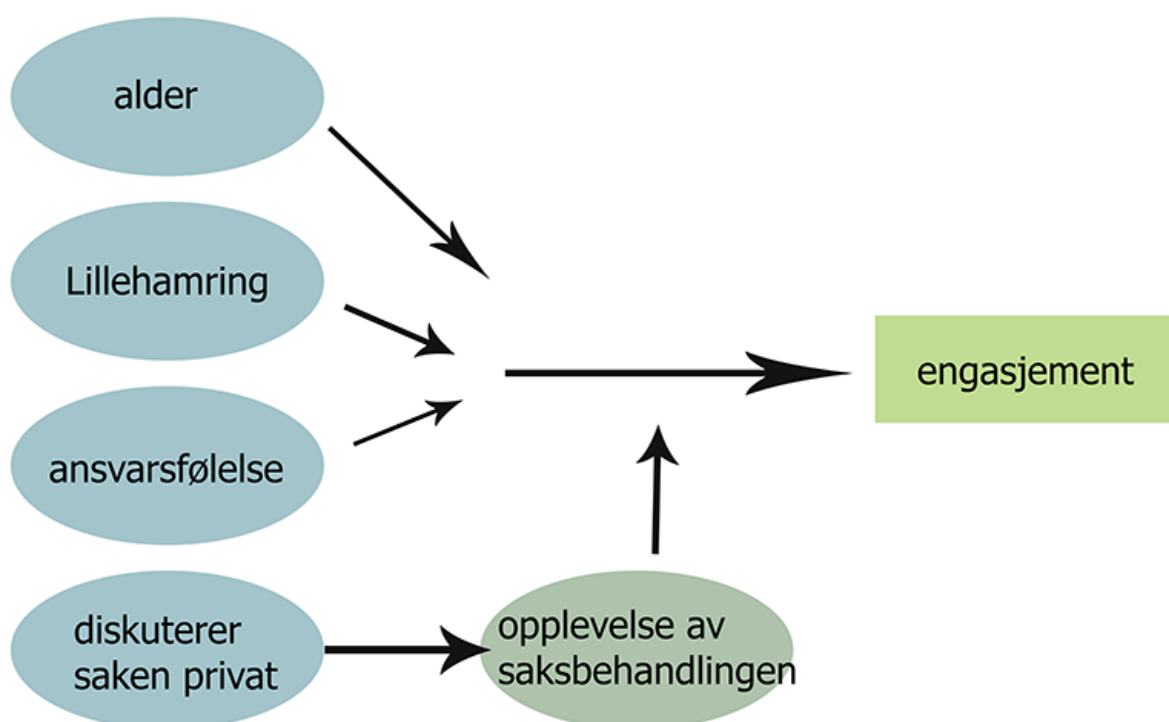 alder
Lillehamring
ansvarsfølelse
diskuterer
saken privat
opplevelse av
saksbehandlingen
engasjement